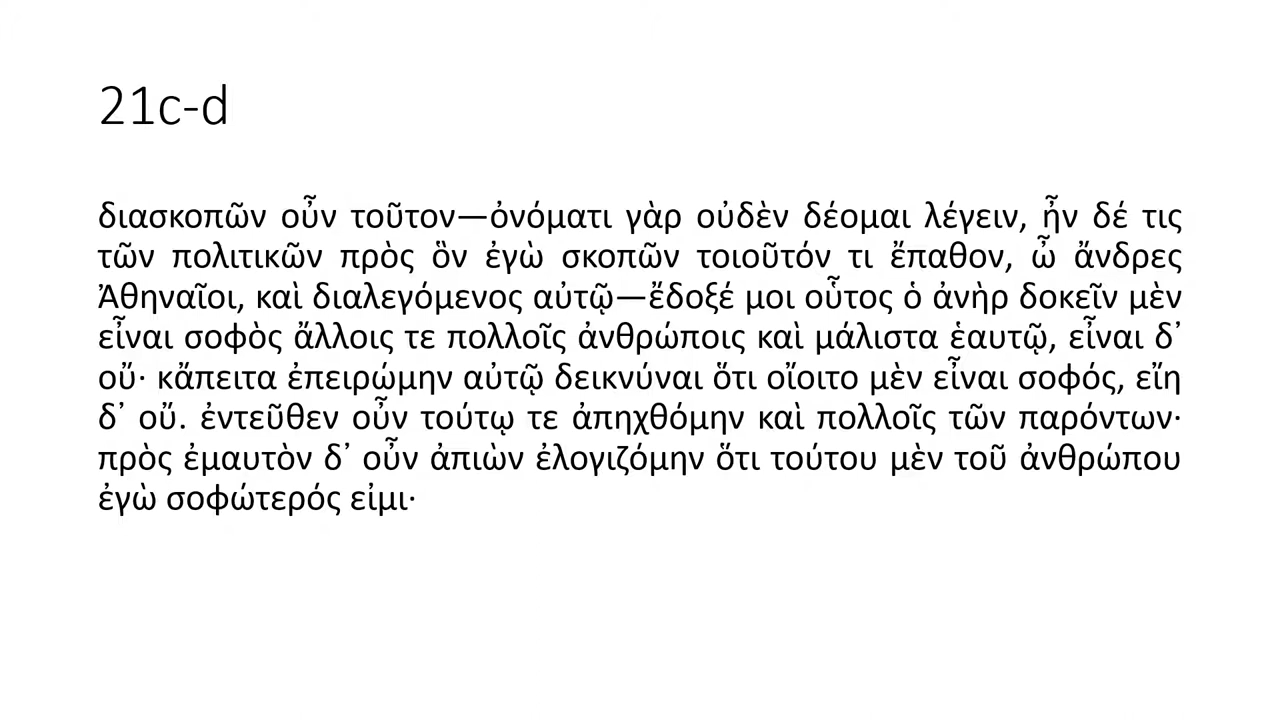 21c-d
διασκοπῶν οὖν τοῦτον—ὀνόματι γὰρ οὐδὲν δέομαι λέγειν, ἦν δέ τις
τῶν πολιτικῶν πρὸς ὃν ἐγὼ σκοπῶν τοιοῦτόν τι ἔπαθον, ὦ ἄνδρες
Ἀθηναῖοι, καὶ διαλεγόμενος αὐτῷ—ἔδοξέ μοι οὗτος ὁ ἀνὴρ δοκεῖν μὲν
εἶναι σοφὸς ἄλλοις τε πολλοῖς ἀνθρώποις καὶ μάλιστα ἑαυτῷ, εἶναι δ᾽
οὔ· κἄπειτα ἐπειρώμην αὐτῷ δεικνύναι ὅτι οἴοιτο μὲν εἶναι σοφός, εἴη
δ᾽ οὔ. ἐντεῦθεν οὖν τούτῳ τε ἀπηχθόμην καὶ πολλοῖς τῶν παρόντων·
πρὸς ἐμαυτὸν δ᾽ οὖν ἀπιὼν ἐλογιζόμην ὅτι τούτου μὲν τοῦ ἀνθρώπου
ἐγὼ σοφώτερός εἰμι·